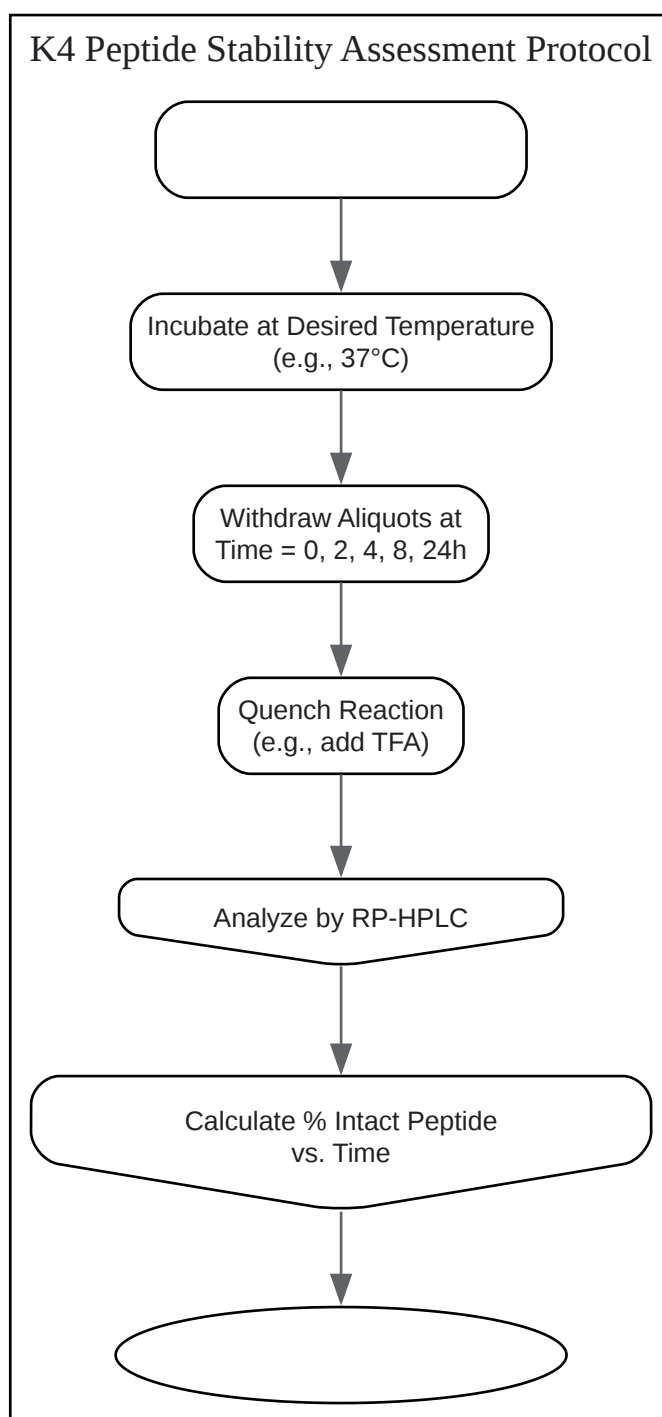 K4 Peptide Stability Assessment Protocol
Incubate at Desired Temperature
(e.g., 37°C)
Withdraw Aliquots at
Time = 0, 2, 4, 8, 24h
Quench Reaction
(e.g., add TFA)
Analyze by RP-HPLC
Calculate % Intact Peptide
vs. Time